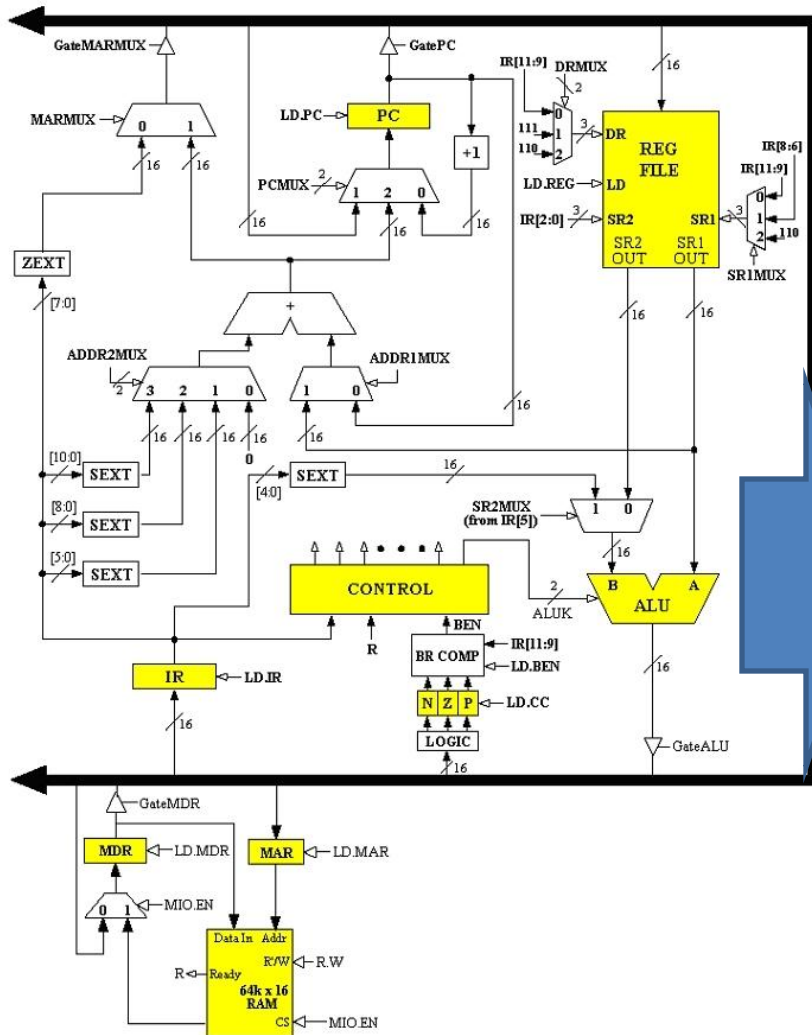 GateMARMUX
GatePC
16
IR[11:9]
DRMUX
2
MARMUX
0 1
LD.PC
PC
+1
0
111 1
110 2
3
DR
REG
FILE
IR[8:6]
IR[11:9]
LD.REG
LD
16
16
PCMUX
2
1 2 0
IR[2:0]
3
SR2
SR1
3
0
1
2
110
SR2
OUT
SR1
OUT
SR1MUX
16
16
16
ZEXT
[7:0]
+
16
16
ADDR2MUX
2
3 2 1 0
1 0
ADDR1MUX
16
16
16
16
16
16
0
[10:0]
SEXT
[4:0]
SEXT
16
[8:0]
SEXT
SR2MUX
(from IR[5])
1 0
16
[5:0]
SEXT
CONTROL
2
ALUK
B A
ALU
BEN
R
IR[11:9]
BR COMP
LD.BEN
16
IR
LD.IR
N Z P
LD.CC
16
LOGIC
16
GateALU
GateMDR
MDR
LD.MDR
MAR
LD.MAR
0 1
MIO.EN
Data In Addr
R'/W
R.W
R
Ready
64k x 16
RAM
CS
MIO.EN